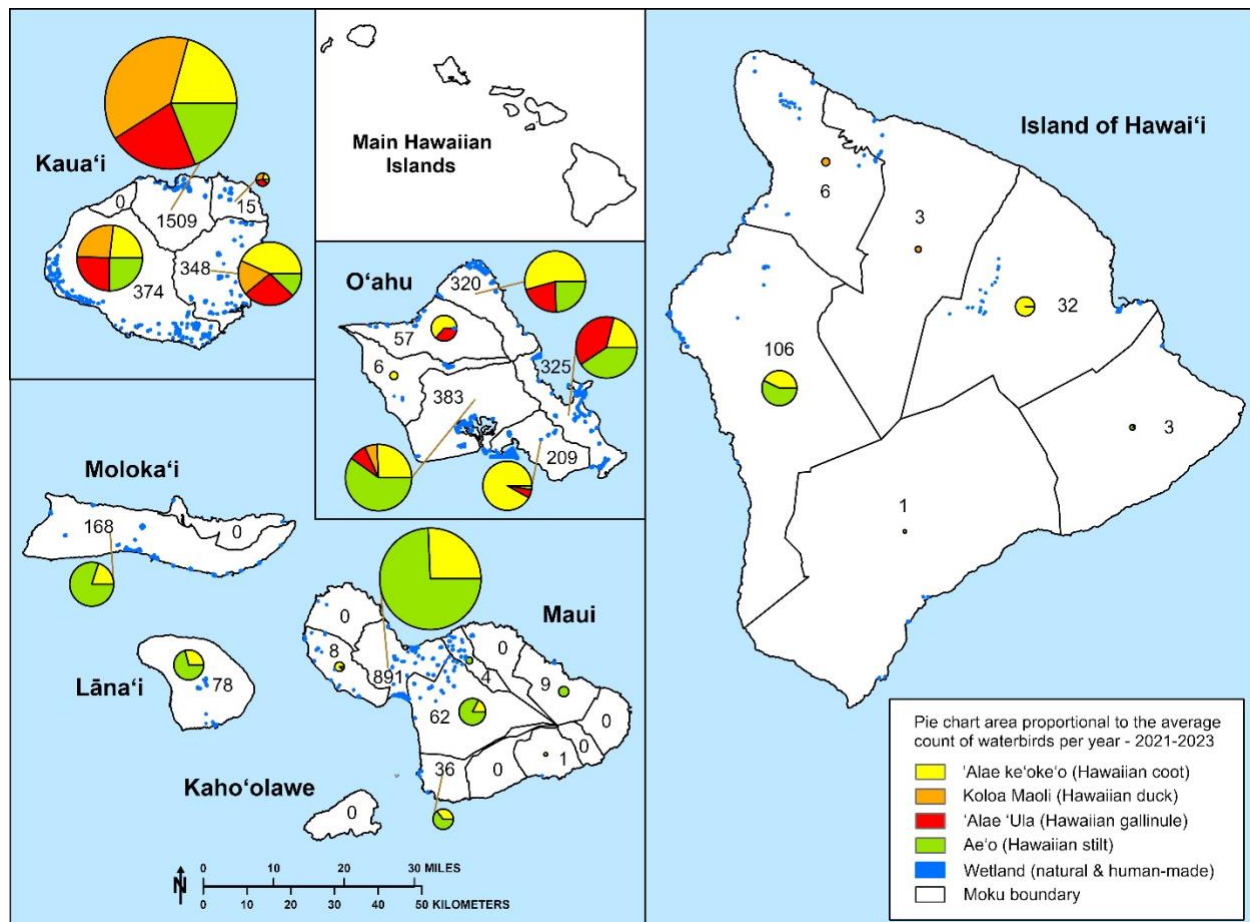 Kaua‘i
0
1509
15
348
374
Main Hawaiian
Islands
O‘ahu
320
57
6
325
383
209
Island of Hawai‘i
6
3
32
106
3
1
Moloka‘i
168
0
Lāna‘i
78
Maui
0
8
891
0
4
9
62
0
0
1
0
36
Kaho‘olawe
0
N
0 10 20 30 MILES
0 10 20 30 40 50 KILOMETERS
Pie chart area proportional to the average
count of waterbirds per year - 2021-2023
‘Alae ke‘oke‘o (Hawaiian coot)
Koloa Maoli (Hawaiian duck)
‘Alae ‘Ula (Hawaiian gallinule)
Ae‘o (Hawaiian stilt)
Wetland (natural & human-made)
Moku boundary